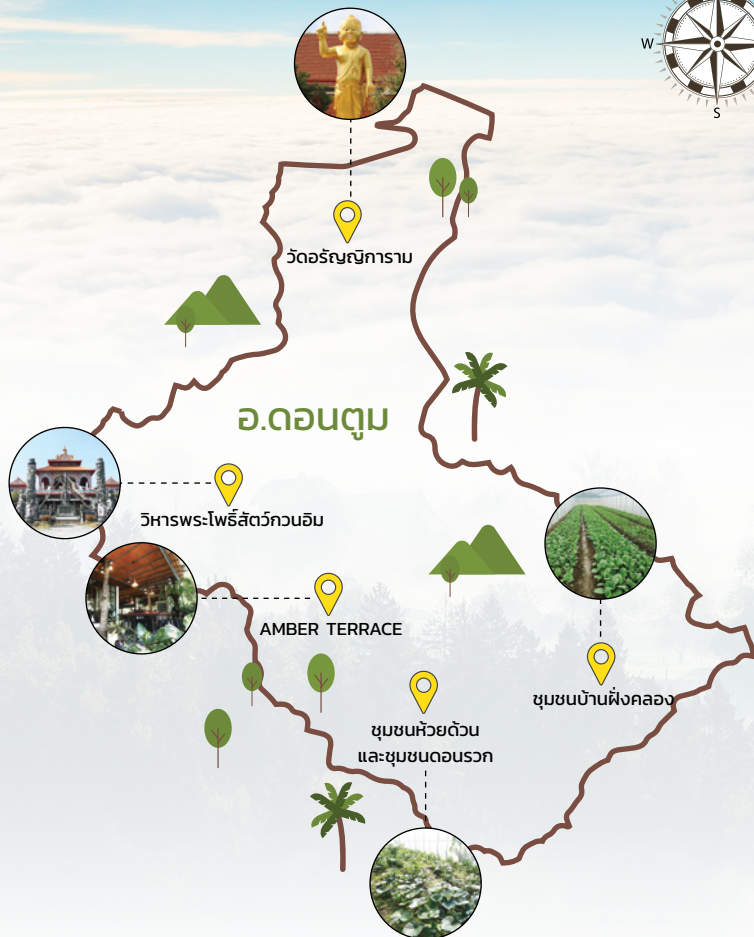 W
S
วัดอรัญญิการาม
อ.ดอนตูม
วิหารพระโพธิ์สัตว์กวนอิม
AMBER TERRACE
ชุมชนบ้านฝั่งคลอง
ชุมชนห้วยด้วน
และชุมชนดอนรวก